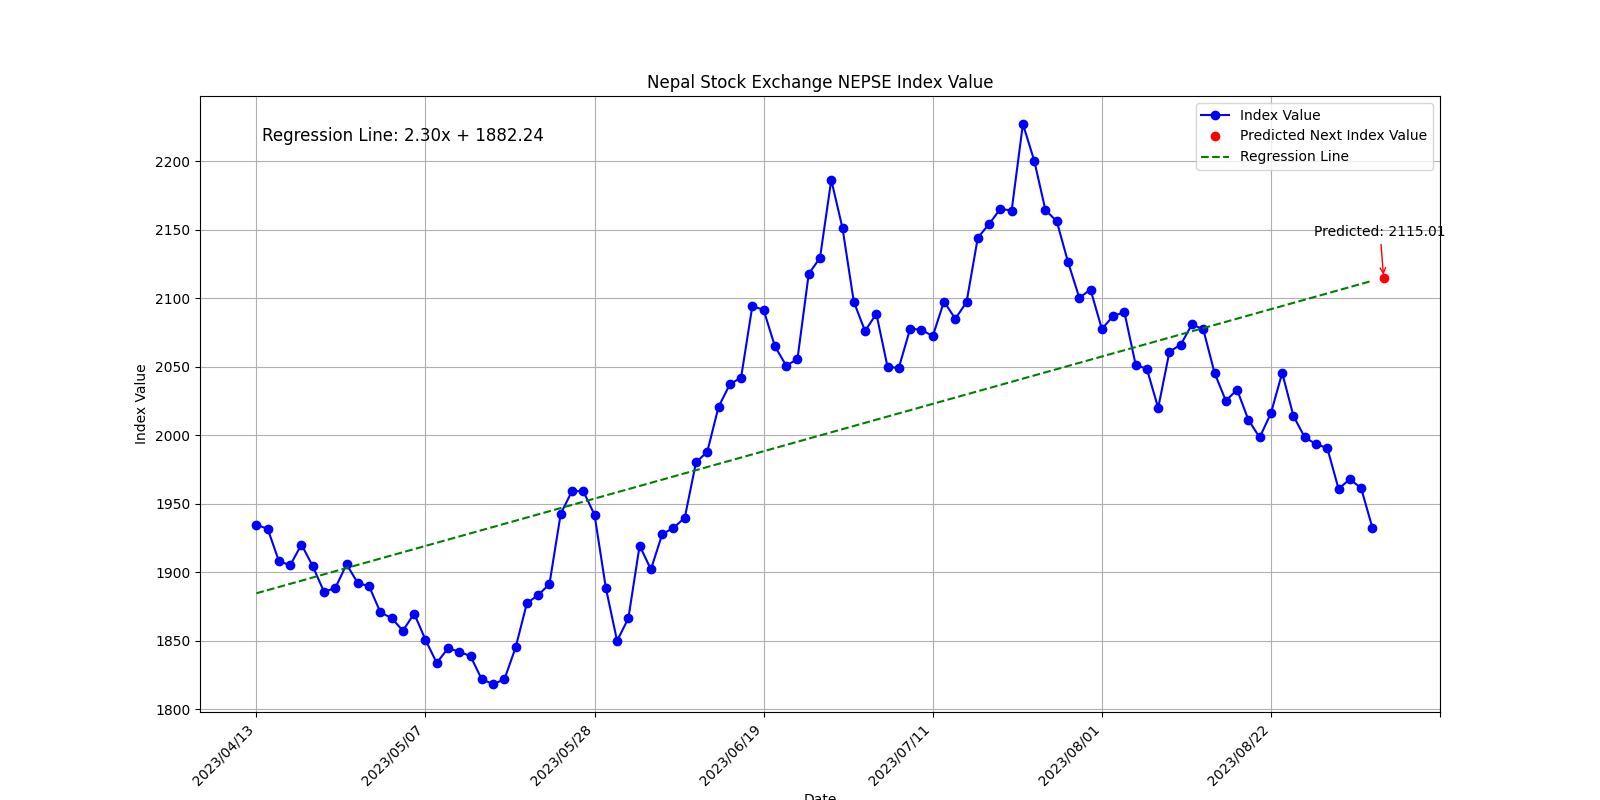 Nepal Stock Exchange NEPSE Index Value
Regression Line: 2.30x + 1882.24
Index Value
Predicted Next Index Value
Regression Line
Predicted: 2115.01
Index Value
2200
2150
2100
2050
2000
1950
1900
1850
1800
2023/04/13
2023/05/07
2023/05/28
2023/06/19
2023/07/11
2023/08/01
2023/08/22
Date